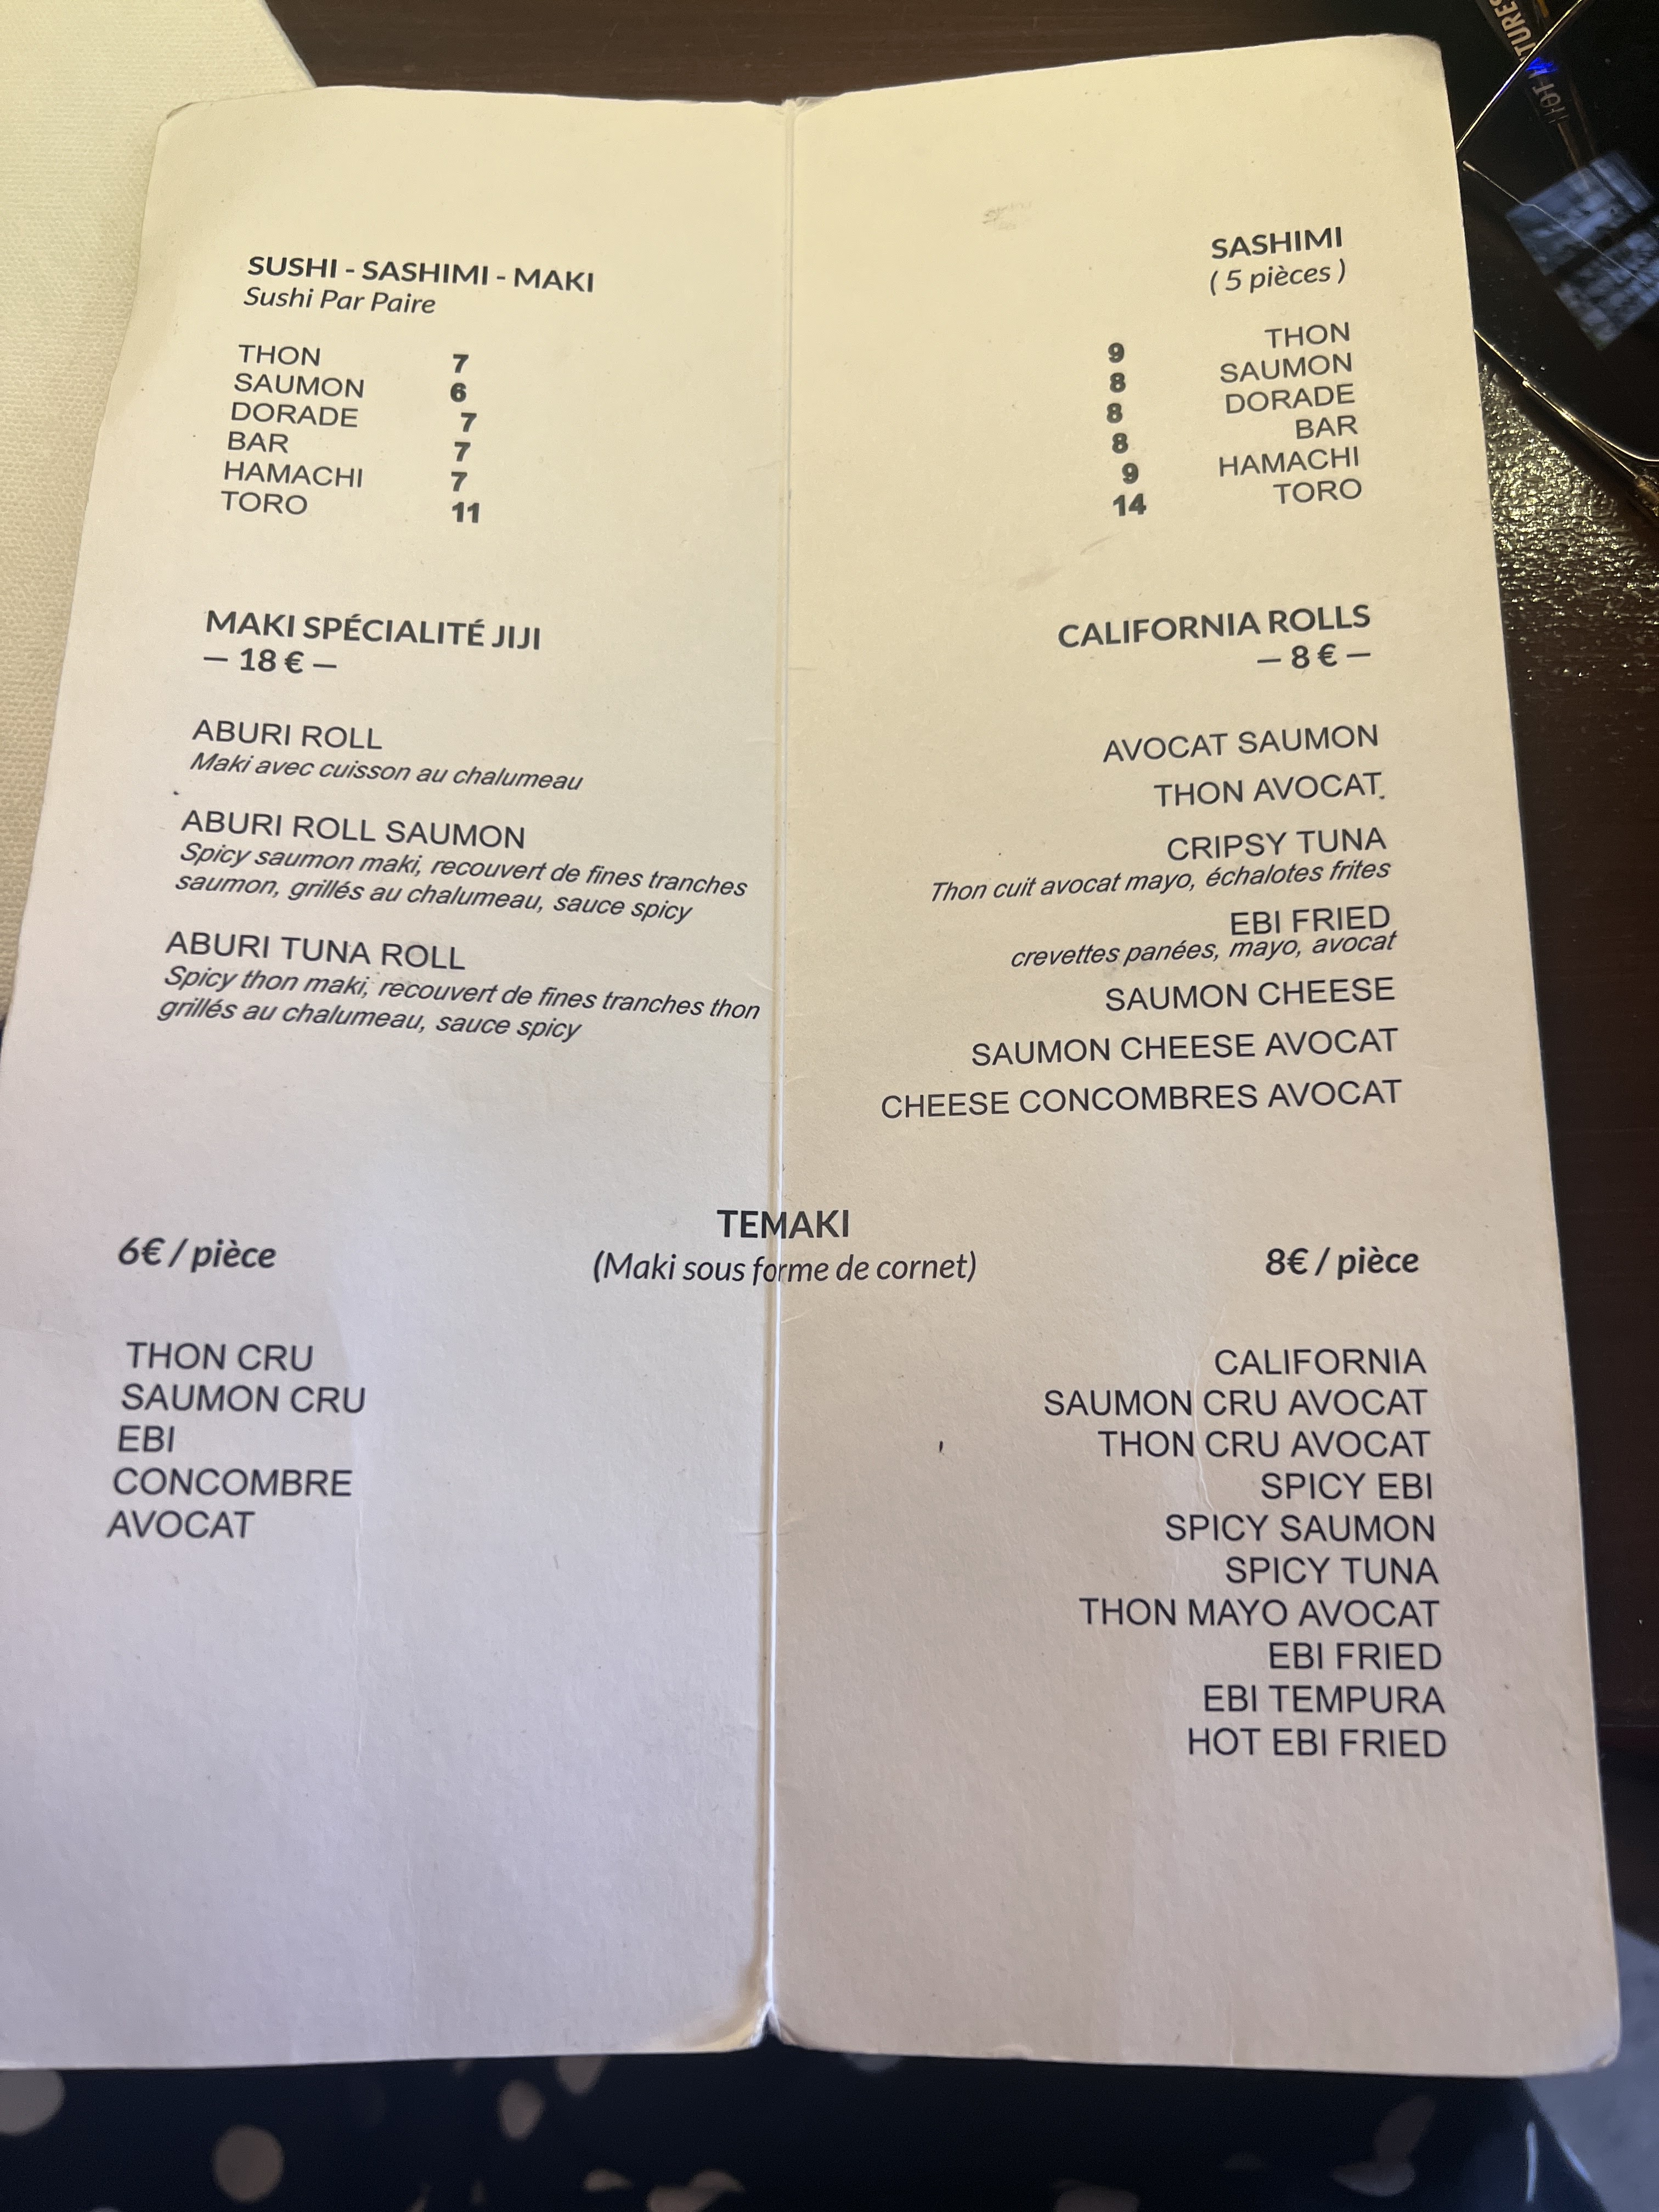 SUSHI - SASHIMI - MAKI
Sushi Par Paire
THON 7
SAUMON 6
DORADE 7
BAR 7
HAMACHI 7
TORO 11
MAKI SPÉCIALITÉ JIJI
— 18 € —
ABURI ROLL
Maki avec cuisson au chalumeau
ABURI ROLL SAUMON
Spicy saumon maki, recouvert de fines tranches
saumon, grillés au chalumeau, sauce spicy
ABURI TUNA ROLL
Spicy thon maki, recouvert de fines tranches thon
grillés au chalumeau, sauce spicy
SASHIMI
( 5 pièces )
9 THON
8 SAUMON
8 DORADE
8 BAR
9 HAMACHI
14 TORO
CALIFORNIA ROLLS
— 8 € —
AVOCAT SAUMON
THON AVOCAT.
CRIPSY TUNA
Thon cuit avocat mayo, échalotes frites
EBI FRIED
crevettes panées, mayo, avocat
SAUMON CHEESE
SAUMON CHEESE AVOCAT
CHEESE CONCOMBRES AVOCAT
TEMAKI
(Maki sous forme de cornet)
6€ / pièce
THON CRU
SAUMON CRU
EBI
CONCOMBRE
AVOCAT
8€ / pièce
CALIFORNIA
SAUMON CRU AVOCAT
THON CRU AVOCAT
SPICY EBI
SPICY SAUMON
SPICY TUNA
THON MAYO AVOCAT
EBI FRIED
EBI TEMPURA
HOT EBI FRIED